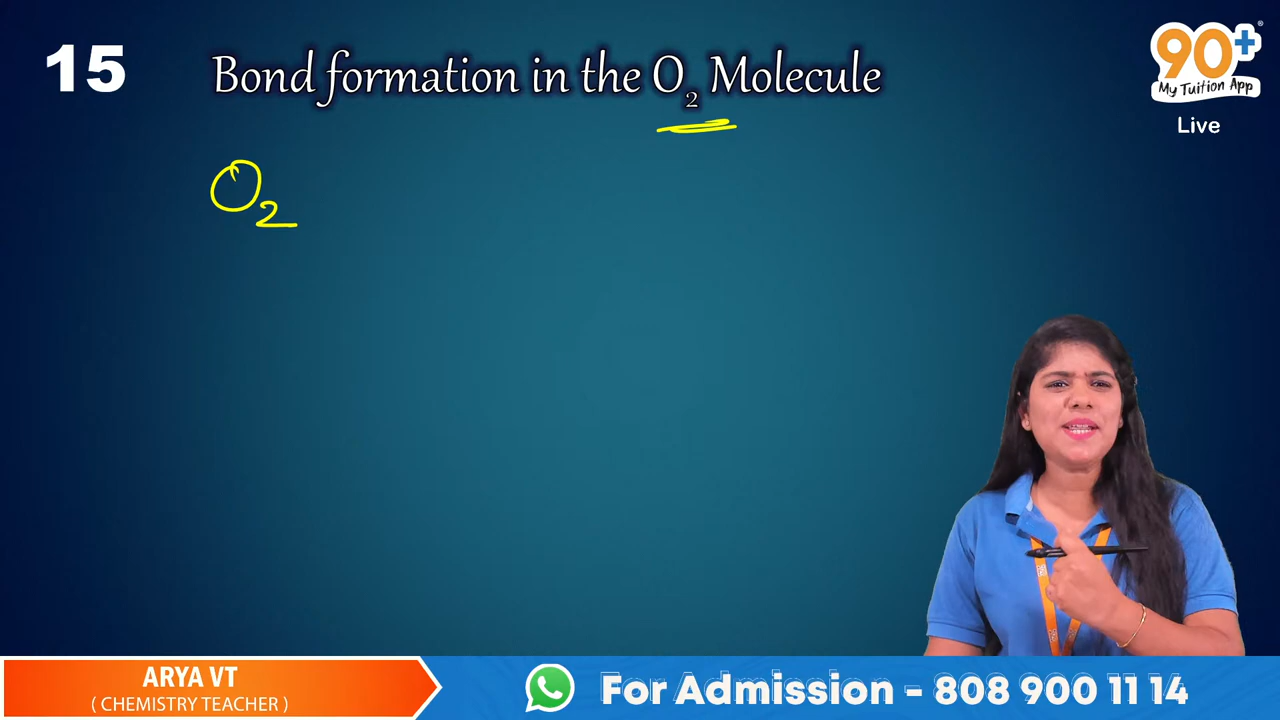 15
Bond formation in the O₂ Molecule
O₂
90+
®
My Tuition App
Live
ARYA VT
( CHEMISTRY TEACHER )
For Admission - 808 900 11 14